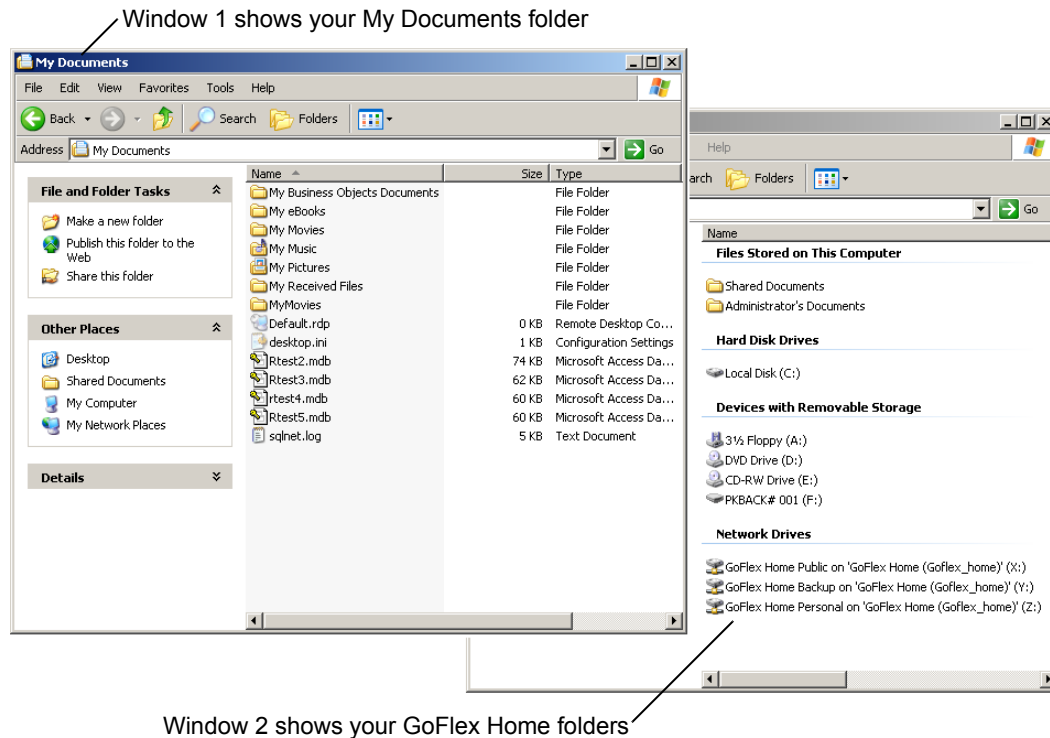 Window 1 shows your My Documents folder
My Documents
File Edit View Favorites Tools Help
Back Search Folders
Address My Documents Go
File and Folder Tasks
Make a new folder
Publish this folder to the
Web
Share this folder
Other Places
Desktop
Shared Documents
My Computer
My Network Places
Details
Name Size Type
My Business Objects Documents File Folder
My eBooks File Folder
My Movies File Folder
My Music File Folder
My Pictures File Folder
My Received Files File Folder
MyMovies File Folder
Default.rdp 0 KB Remote Desktop Co...
desktop.ini 1 KB Configuration Settings
Rtest2.mdb 74 KB Microsoft Access Da...
Rtest3.mdb 62 KB Microsoft Access Da...
rtest4.mdb 60 KB Microsoft Access Da...
Rtest5.mdb 60 KB Microsoft Access Da...
sqlnet.log 5 KB Text Document
Help
arch Folders
Go
Name
Files Stored on This Computer
Shared Documents
Administrator's Documents
Hard Disk Drives
Local Disk (C:)
Devices with Removable Storage
3½ Floppy (A:)
DVD Drive (D:)
CD-RW Drive (E:)
PKBACK# 001 (F:)
Network Drives
GoFlex Home Public on 'GoFlex Home (Goflex_home)' (X:)
GoFlex Home Backup on 'GoFlex Home (Goflex_home)' (Y:)
GoFlex Home Personal on 'GoFlex Home (Goflex_home)' (Z:)
Window 2 shows your GoFlex Home folders